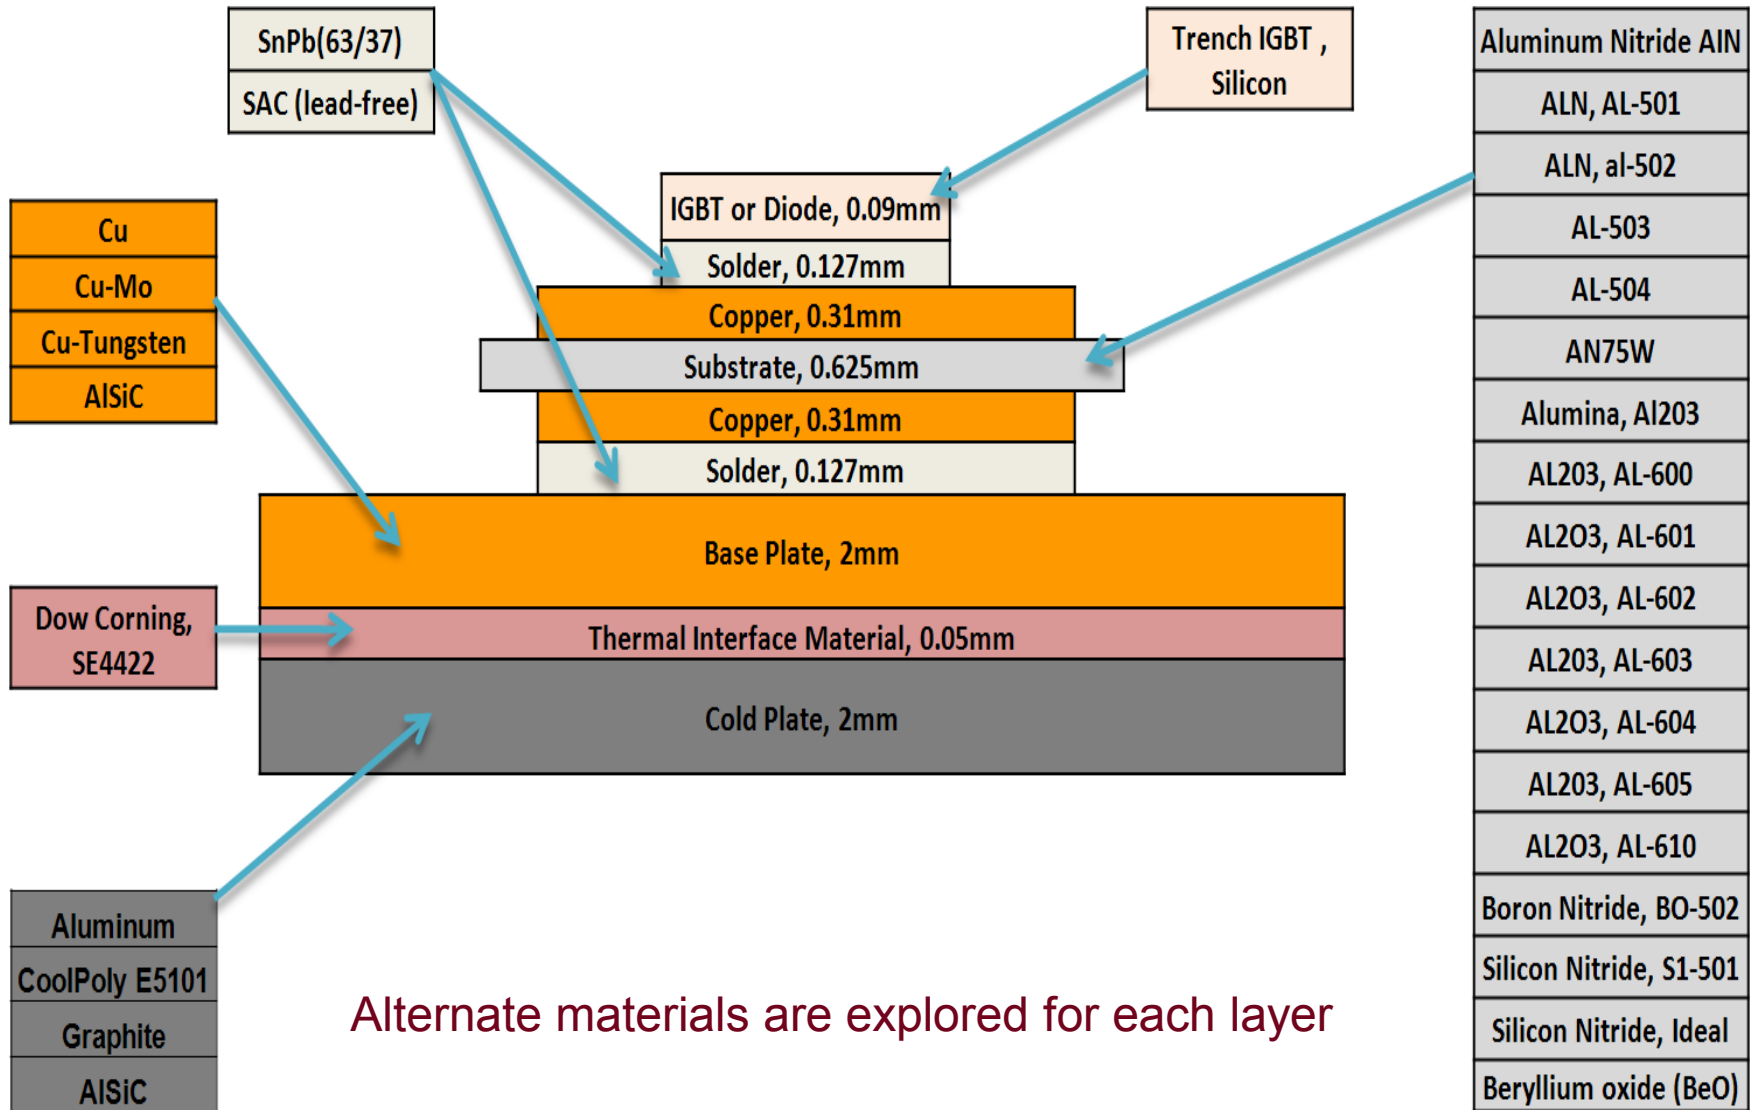 SnPb(63/37)
SAC (lead-free)
Trench IGBT ,
Silicon
Cu
Cu-Mo
Cu-Tungsten
AlSiC
IGBT or Diode, 0.09mm
Solder, 0.127mm
Copper, 0.31mm
Substrate, 0.625mm
Copper, 0.31mm
Solder, 0.127mm
Base Plate, 2mm
Thermal Interface Material, 0.05mm
Cold Plate, 2mm
Dow Corning,
SE4422
Aluminum
CoolPoly E5101
Graphite
AlSiC
Alternate materials are explored for each layer
Aluminum Nitride AlN
ALN, AL-501
ALN, al-502
AL-503
AL-504
AN75W
Alumina, Al203
AL203, AL-600
AL2O3, AL-601
AL2O3, AL-602
AL203, AL-603
AL2O3, AL-604
AL203, AL-605
AL2O3, AL-610
Boron Nitride, BO-502
Silicon Nitride, S1-501
Silicon Nitride, Ideal
Beryllium oxide (BeO)